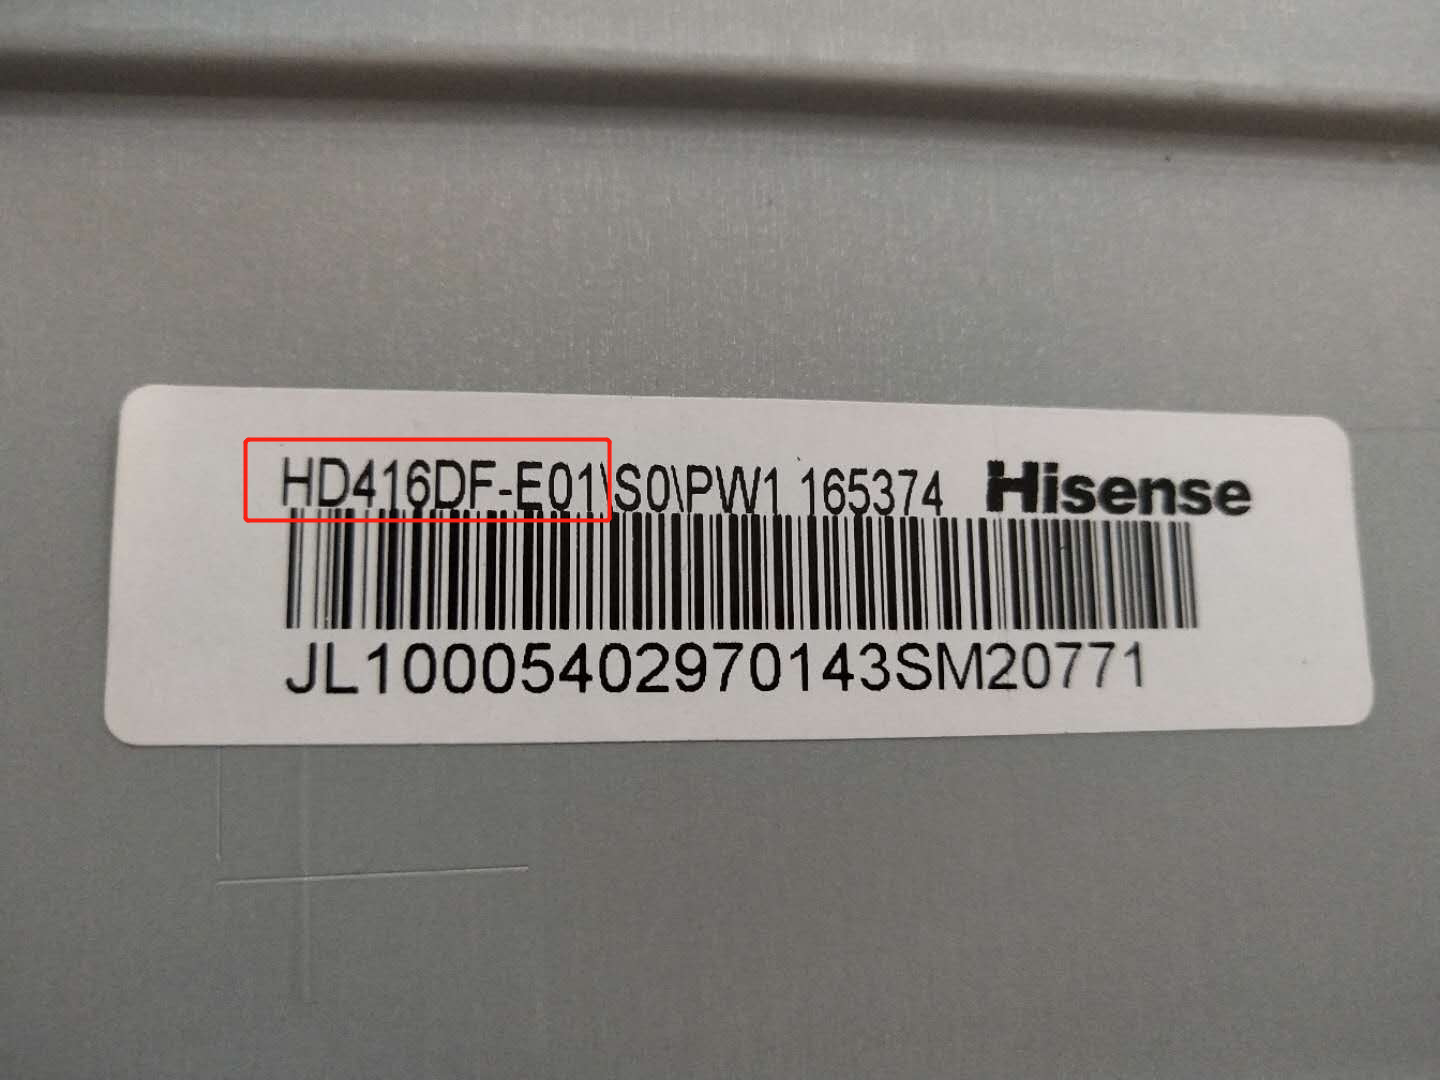 HD416DF-E01\S0\PW1 165374 Hisense
JL10005402970143SM20771